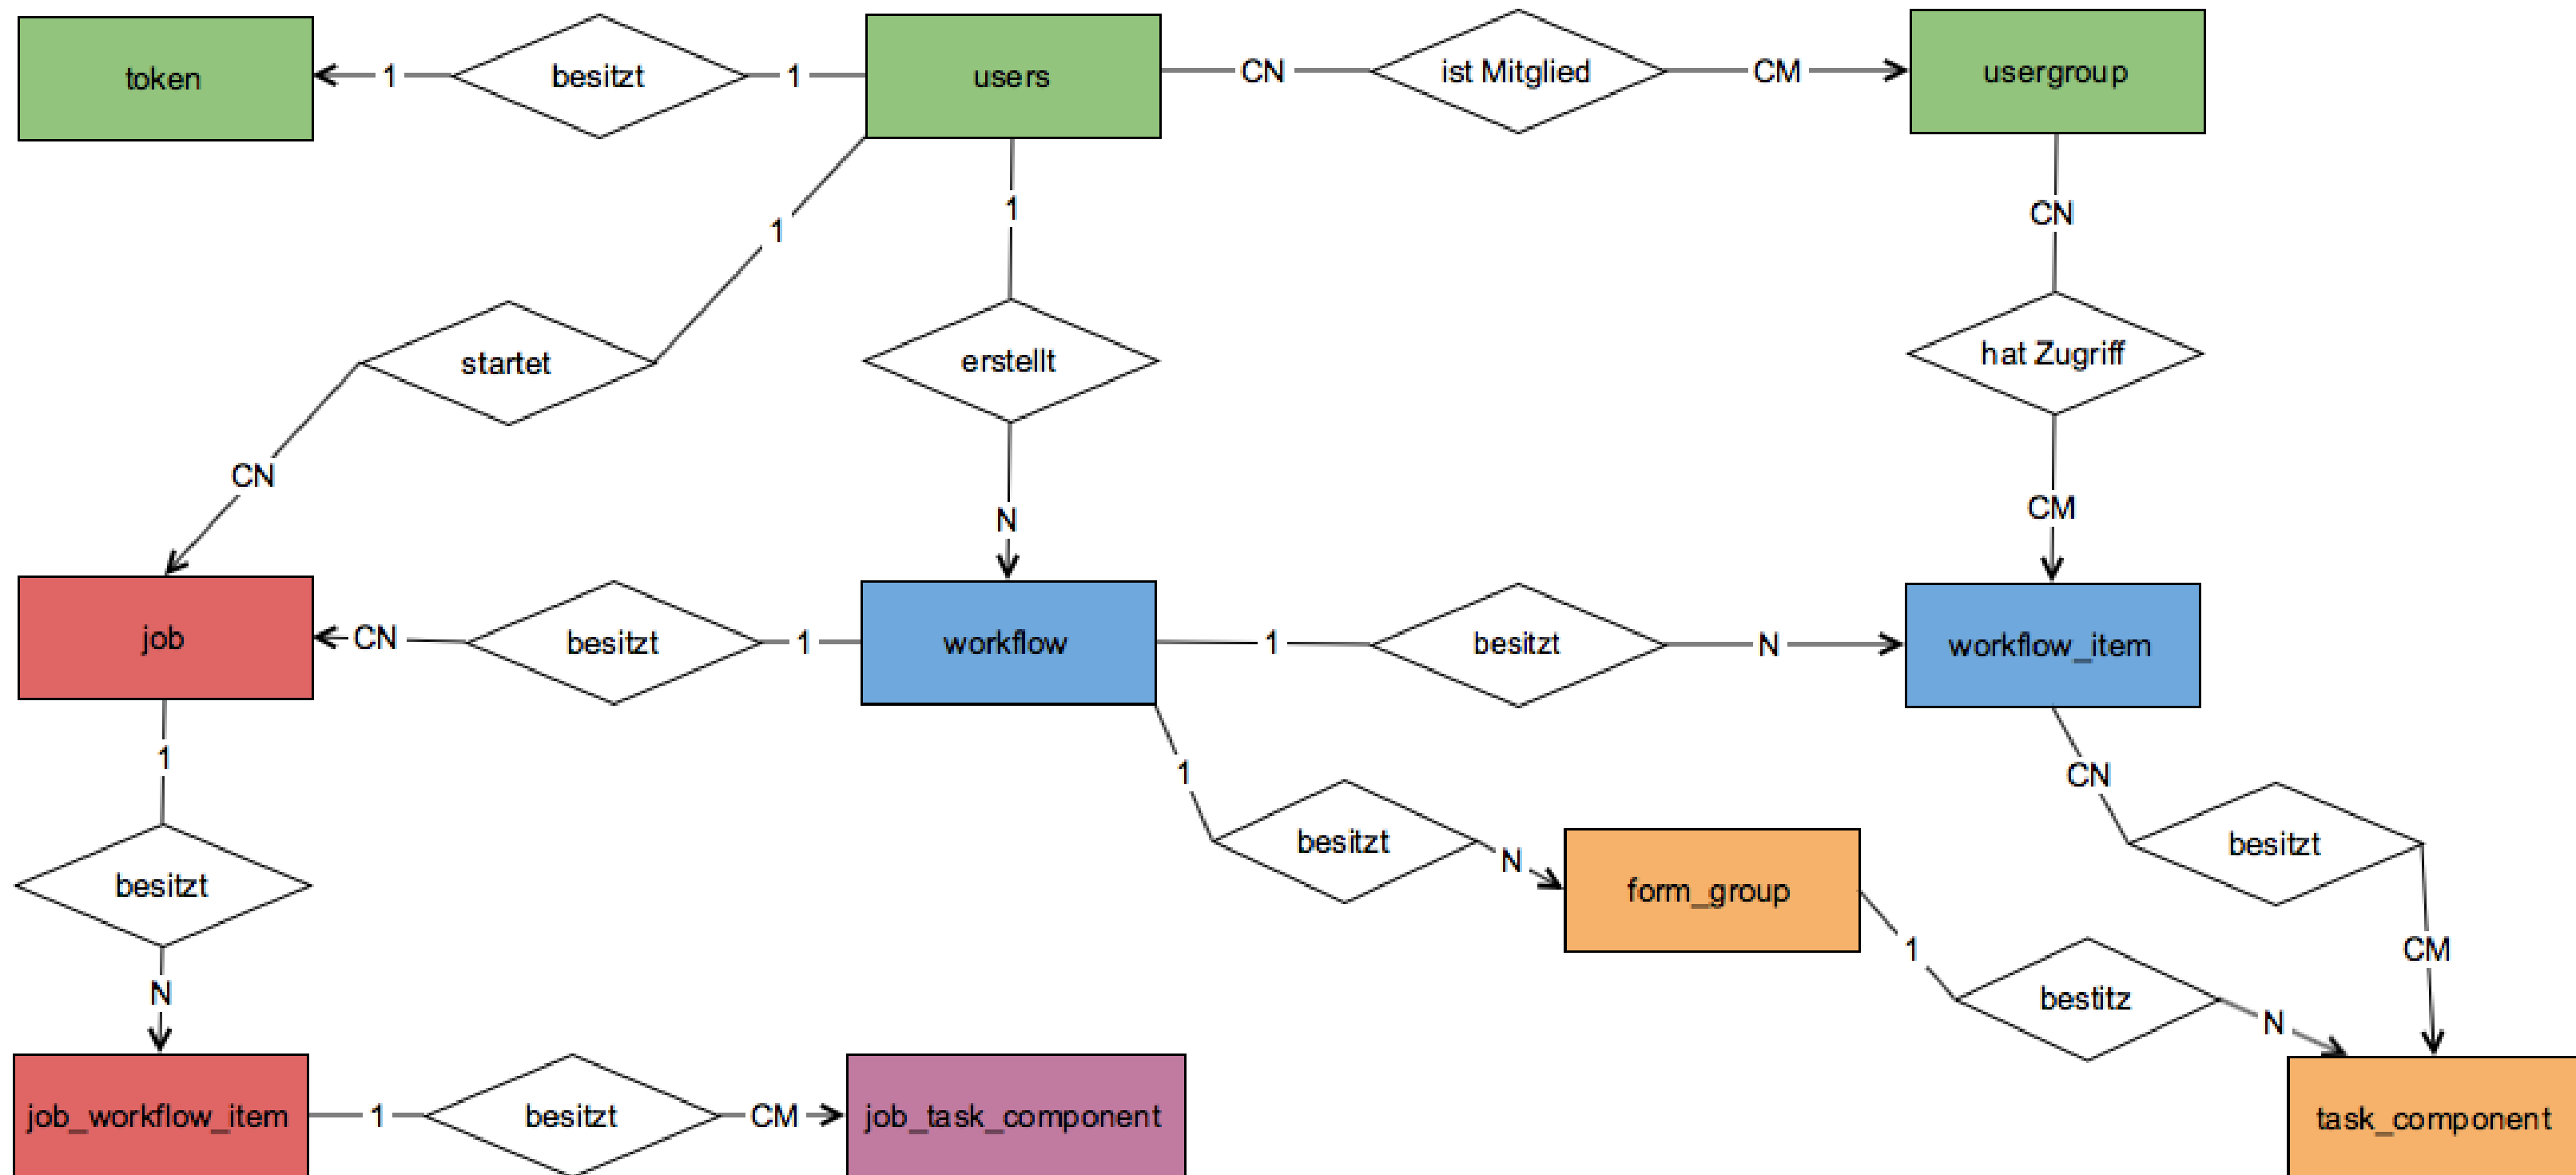 token
1
besitzt
1
users
CN
ist Mitglied
CM
usergroup
1
1
CN
startet
erstellt
hat Zugriff
CN
N
CM
job
CN
besitzt
1
workflow
1
besitzt
N
workflow_item
1
1
CN
besitzt
besitzt
N
form_group
besitzt
1
CM
N
bestitz
N
job_workflow_item
1
besitzt
CM
job_task_component
task_component